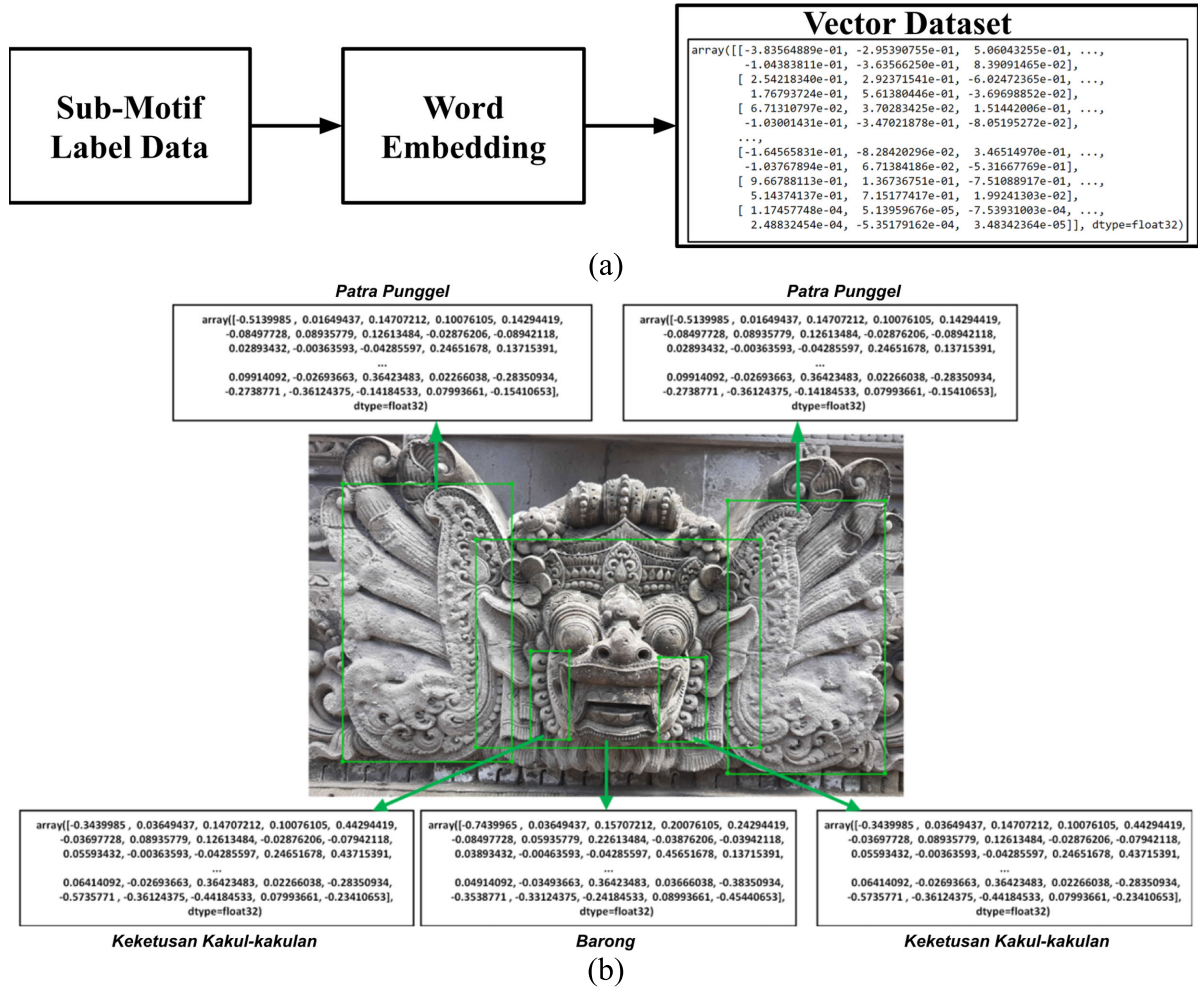 Sub-Motif
Label Data
Word
Embedding
Vector Dataset
array([[-3.83564889e-01, -2.95390755e-01, 5.06043255e-01, ...,
-1.04383811e-01, -3.63566250e-01, 8.39091465e-02],
[ 2.54218340e-01, 2.92371541e-01, -6.02472365e-01, ...,
1.76793724e-01, 5.61380446e-01, -3.69698852e-02],
[ 6.71310797e-02, 3.70283425e-02, 1.51442006e-01, ...,
-1.03001431e-01, -3.47021878e-01, -8.05195272e-02],
...,
[-1.64565831e-01, -8.28420296e-02, 3.46514970e-01, ...,
-1.03767894e-01, 6.71384186e-02, -5.31667769e-01],
[ 9.66788113e-01, 1.36736751e-01, -7.51088917e-01, ...,
5.14374137e-01, 7.15177417e-01, 1.99241303e-02],
[ 1.17457748e-04, 5.13959676e-05, -7.53931003e-04, ...,
2.48832454e-04, -5.35179162e-04, 3.48342364e-05]], dtype=float32)
(a)
Patra Punggel
array([-0.5139985 , 0.01649437, 0.14707212, 0.10076105, 0.14294419,
-0.08497728, 0.08935779, 0.12613484, -0.02876206, -0.08942118,
0.02893432, -0.00363593, -0.04285597, 0.24651678, 0.13715391,
...
0.09914092, -0.02693663, 0.36423483, 0.02266038, -0.28350934,
-0.2738771 , -0.36124375, -0.14184533, 0.07993661, -0.15410653],
dtype=float32)
Patra Punggel
array([-0.5139985 , 0.01649437, 0.14707212, 0.10076105, 0.14294419,
-0.08497728, 0.08935779, 0.12613484, -0.02876206, -0.08942118,
0.02893432, -0.00363593, -0.04285597, 0.24651678, 0.13715391,
...
0.09914092, -0.02693663, 0.36423483, 0.02266038, -0.28350934,
-0.2738771 , -0.36124375, -0.14184533, 0.07993661, -0.15410653],
dtype=float32)
array([-0.3439985 , 0.03649437, 0.14707212, 0.10076105, 0.44294419,
-0.03697728, 0.08935779, 0.12613484, -0.02876206, -0.07942118,
0.05593432, -0.00363593, -0.04285597, 0.24651678, 0.43715391,
...
0.06414092, -0.02693663, 0.36423483, 0.02266038, -0.28350934,
-0.5735771 , -0.36124375, -0.44184533, 0.07993661, -0.23410653],
dtype=float32)
Keketusan Kakul-kakulan
array([-0.7439965 , 0.03649437, 0.15707212, 0.20076105, 0.24294419,
-0.08497728, 0.05935779, 0.22613484, -0.03876206, -0.03942118,
0.03893432, -0.00463593, -0.04285597, 0.45651678, 0.13715391,
...
0.04914092, -0.03493663, 0.36423483, 0.03666038, -0.38350934,
-0.3538771 , -0.33124375, -0.24184533, 0.08993661, -0.45440653],
dtype=float32)
Barong
array([-0.3439985 , 0.03649437, 0.14707212, 0.10076105, 0.44294419,
-0.03697728, 0.08935779, 0.12613484, -0.02876206, -0.07942118,
0.05593432, -0.00363593, -0.04285597, 0.24651678, 0.43715391,
...
0.06414092, -0.02693663, 0.36423483, 0.02266038, -0.28350934,
-0.5735771 , -0.36124375, -0.44184533, 0.07993661, -0.23410653],
dtype=float32)
Keketusan Kakul-kakulan
(b)